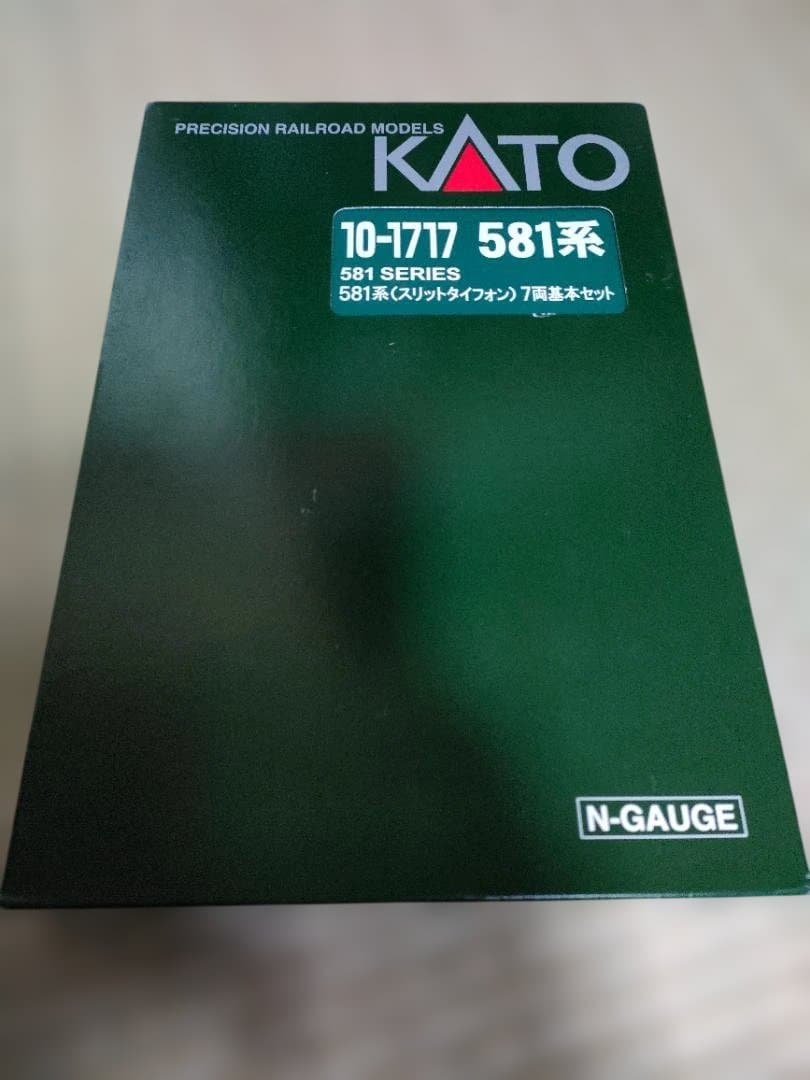 PRECISION RAILROAD MODELS
KATO
10-1717 581系
581 SERIES
581系(スリットタイフォン) 7両基本セット
N-GAUGE